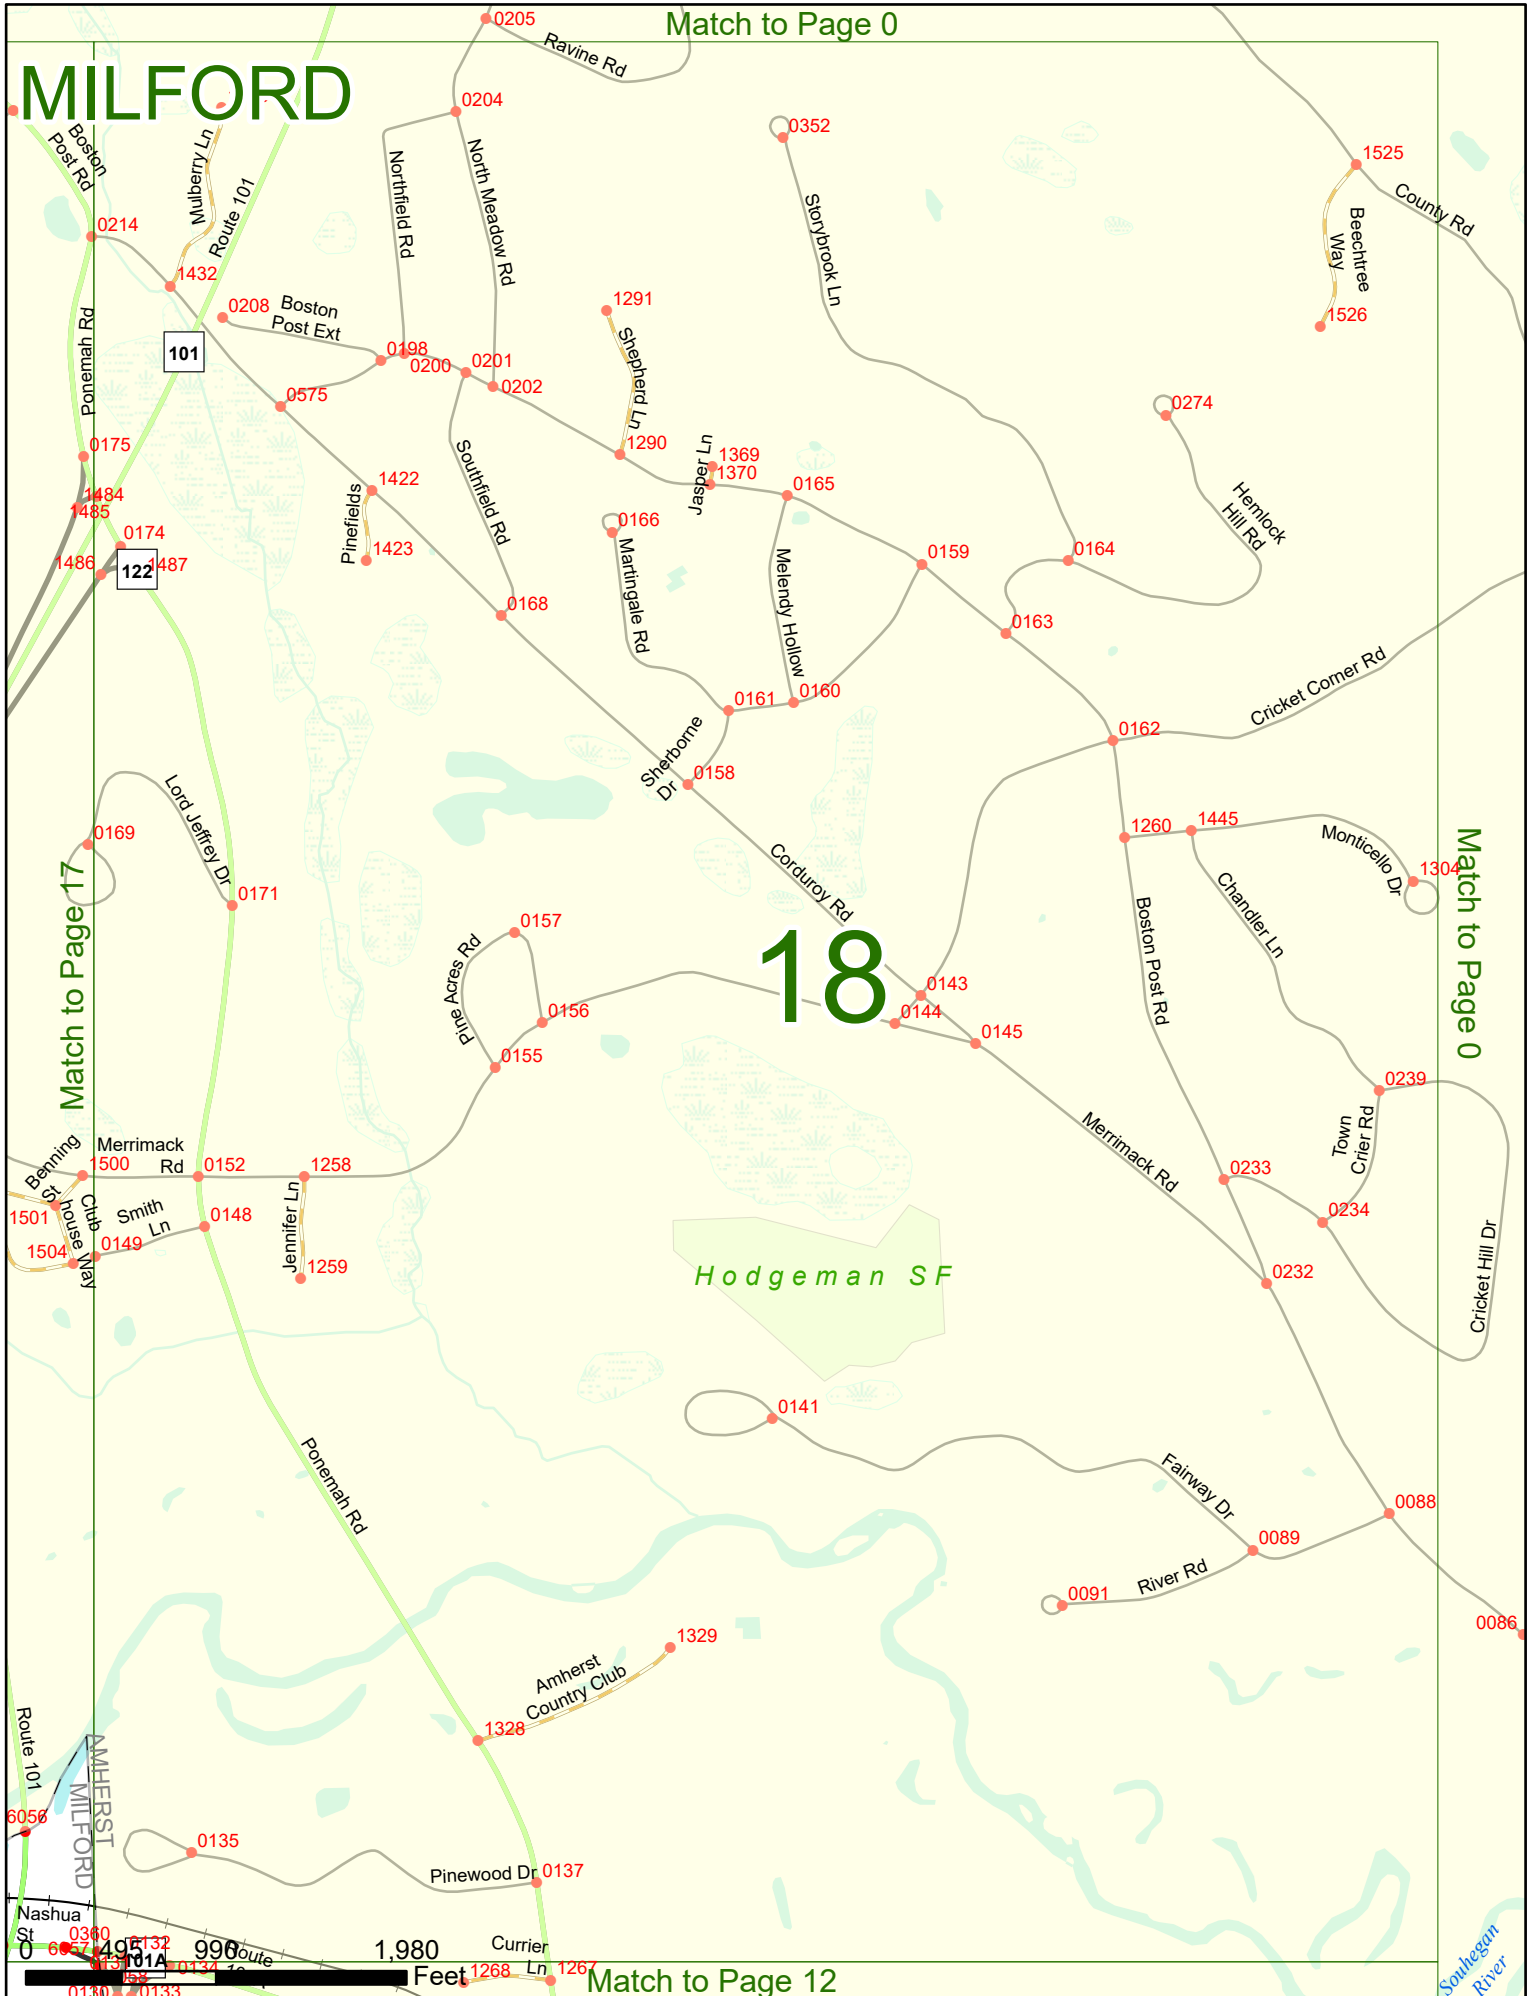 Match to Page 0
MILFORD
0205
Ravine Rd
0204
0352
1525
Boston
Post Rd
Mulberry Ln
Route 101
Northfield Rd
North Meadow Rd
Storybrook Ln
County Rd
Beechtree
Way
0214
1432
0208
Boston
Post Ext
1291
1526
Ponemah Rd
101
0198
0200
0201
0202
Shepherd Ln
0575
0274
0175
1290
Jasper Ln
1369
1370
0165
Southfield Rd
1422
Pinefields
1423
1484
1485
0174
1486
122
1487
0166
Martingale Rd
Melendy Hollow
0159
0164
Hemlock
Hill Rd
0168
0163
0161
0160
Cricket Corner Rd
0162
Sherborne
Dr
0158
Lord Jeffrey Dr
0169
0171
Corduroy Rd
1260
1445
Monticello Dr
1304
Match to Page 17
Match to Page 0
Chandler Ln
Boston Post Rd
0157
Pine Acres Rd
18
0156
0143
0144
0145
0155
0239
Town
Crier Rd
Merrimack Rd
Benning
St
Merrimack
Rd
1500
0152
1258
0233
1501
Club
house Way
Smith
Ln
0148
Jennifer Ln
0234
1504
0149
1259
Hodgeman SF
0232
Cricket Hill Dr
0141
Ponemah Rd
Fairway Dr
0088
0089
River Rd
0091
0086
1329
Amherst
Country Club
1328
Route 101
AMHERST
MILFORD
6056
0135
Pinewood Dr
0137
Nashua
St
0360
6057
0132
101A
0134
Route
0130
0133
0
495
990
1,980
Feet
Currier
Ln
1268
1267
Match to Page 12
Souhegan
River